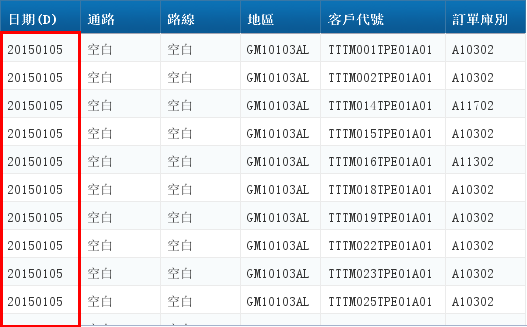 日期(D) 通路 路線 地區 客戶代號 訂單庫別
20150105 空白 空白 GM10103AL TTTM001TPE01A01 A10302
20150105 空白 空白 GM10103AL TTTM002TPE01A01 A10302
20150105 空白 空白 GM10103AL TTTM014TPE01A01 A11702
20150105 空白 空白 GM10103AL TTTM015TPE01A01 A10302
20150105 空白 空白 GM10103AL TTTM016TPE01A01 A11302
20150105 空白 空白 GM10103AL TTTM018TPE01A01 A10302
20150105 空白 空白 GM10103AL TTTM019TPE01A01 A10302
20150105 空白 空白 GM10103AL TTTM022TPE01A01 A10302
20150105 空白 空白 GM10103AL TTTM023TPE01A01 A10302
20150105 空白 空白 GM10103AL TTTM025TPE01A01 A10302